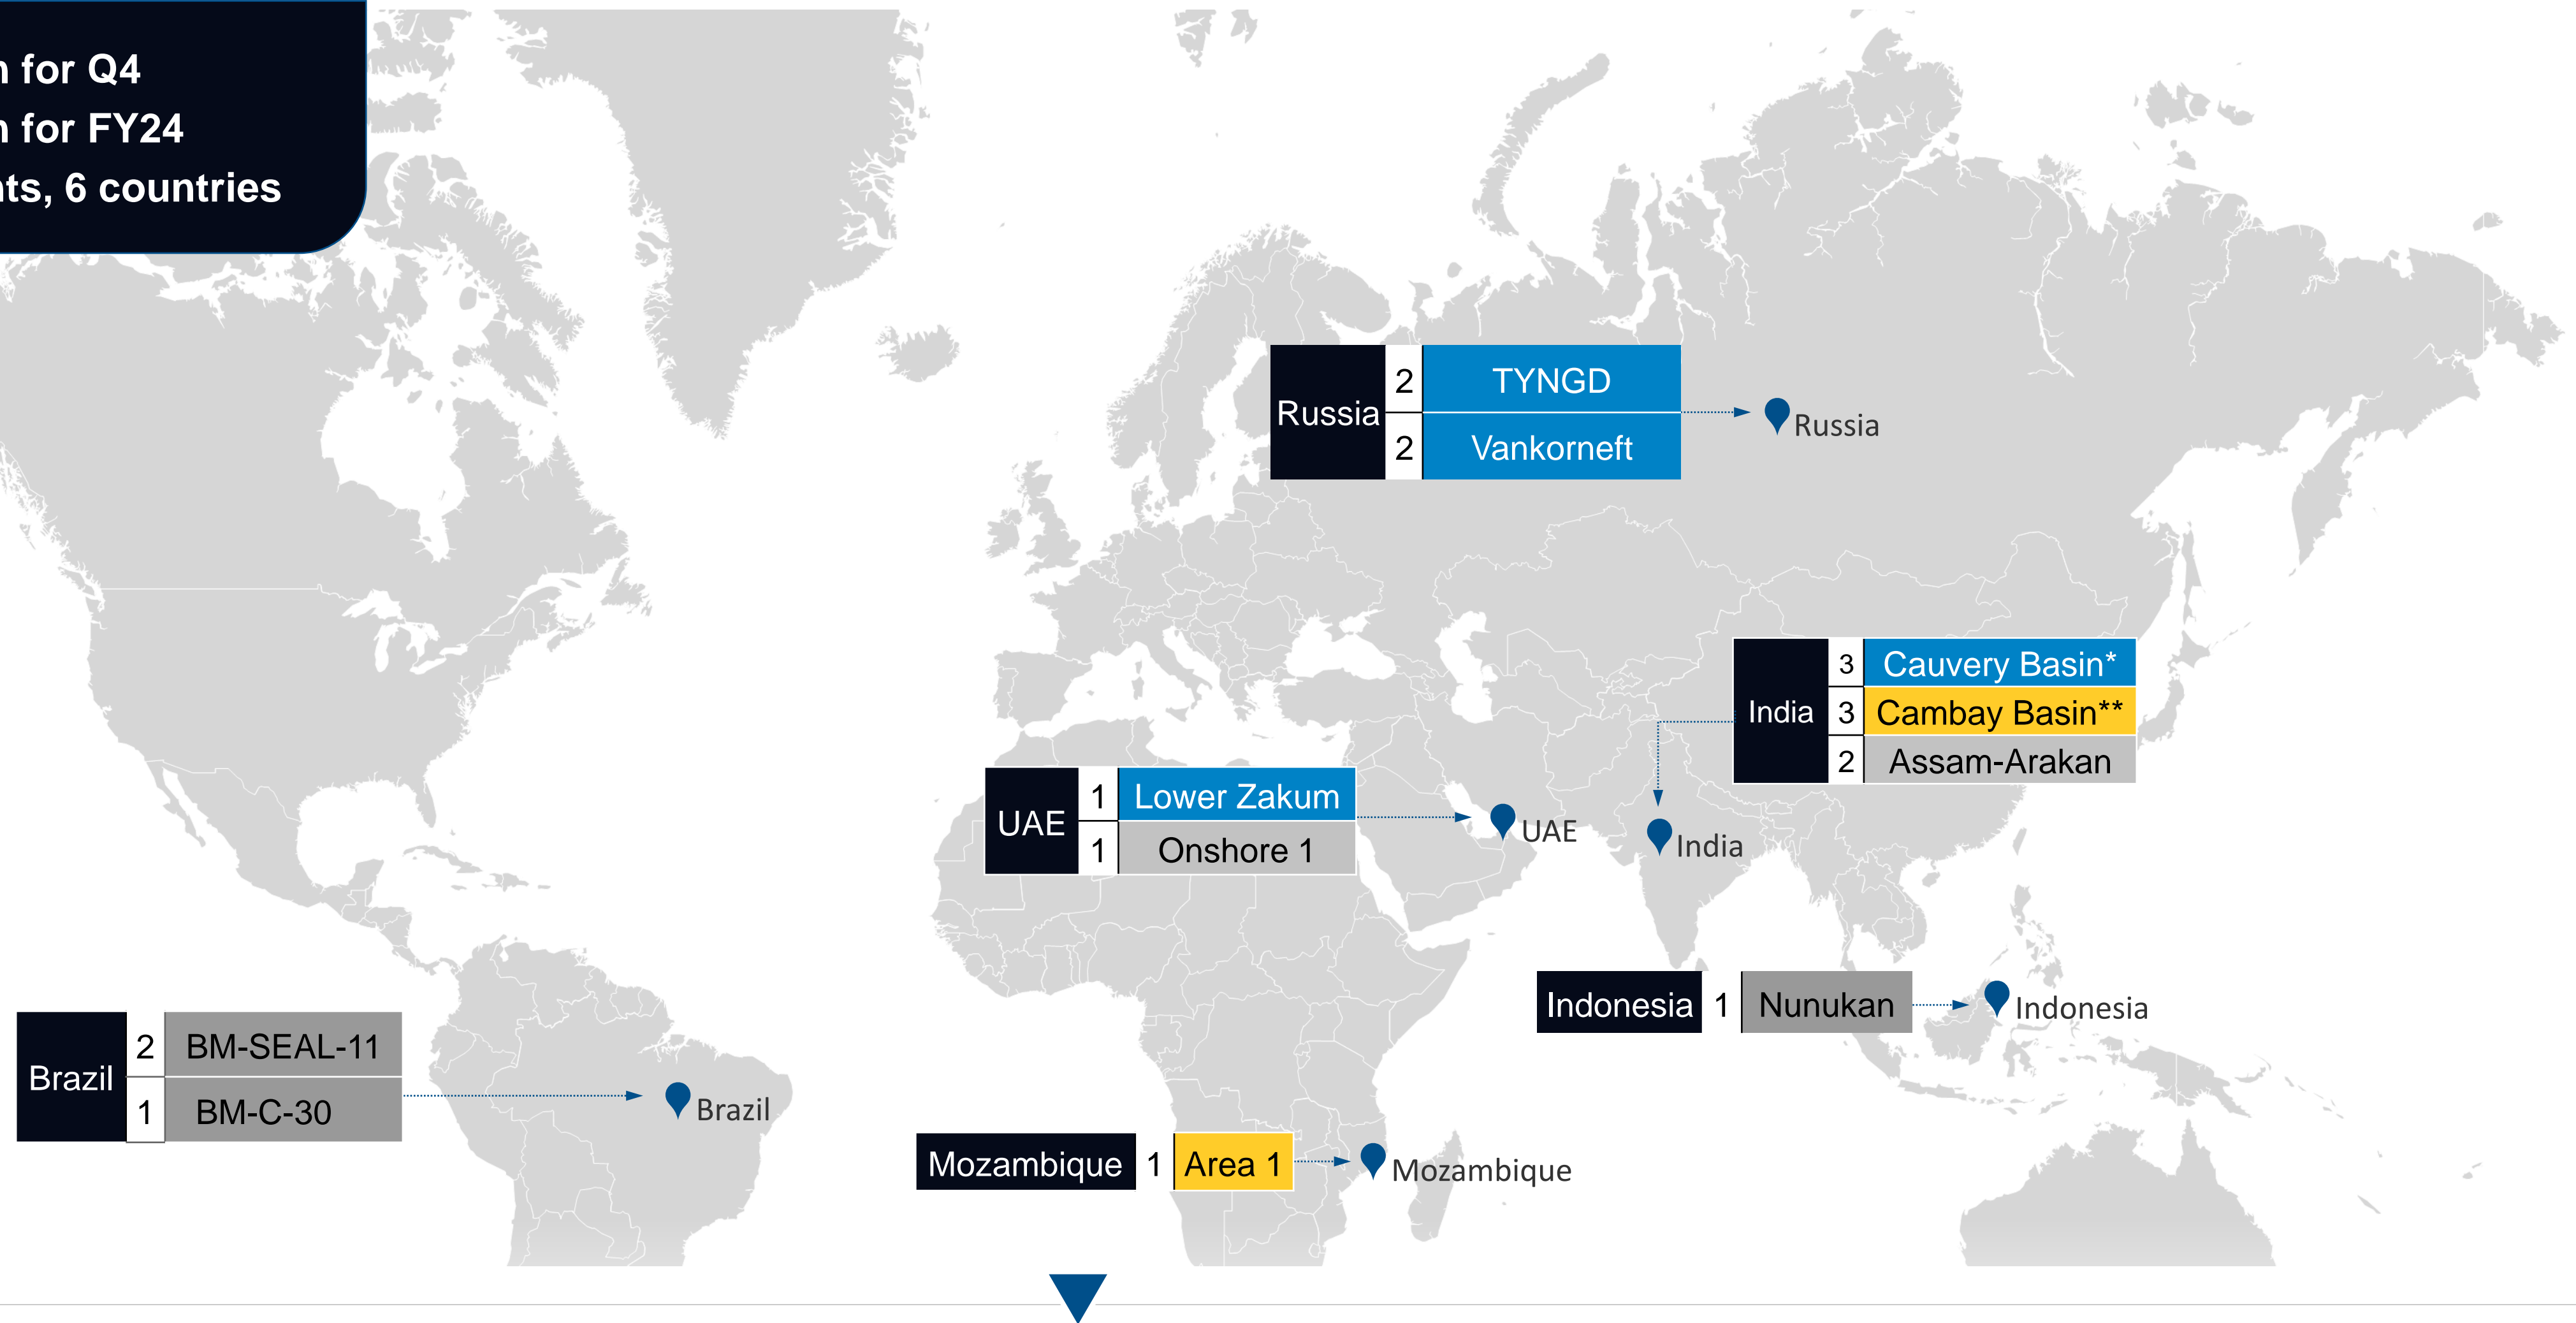 for Q4
for FY24
6 countries
Russia
2 TYNGD
2 Vankorneft
Russia
India
3 Cauvery Basin*
3 Cambay Basin**
2 Assam-Arakan
UAE
1 Lower Zakum
1 Onshore 1
UAE
India
Indonesia 1 Nunukan
Indonesia
Brazil
2 BM-SEAL-11
1 BM-C-30
Brazil
Mozambique 1 Area 1
Mozambique